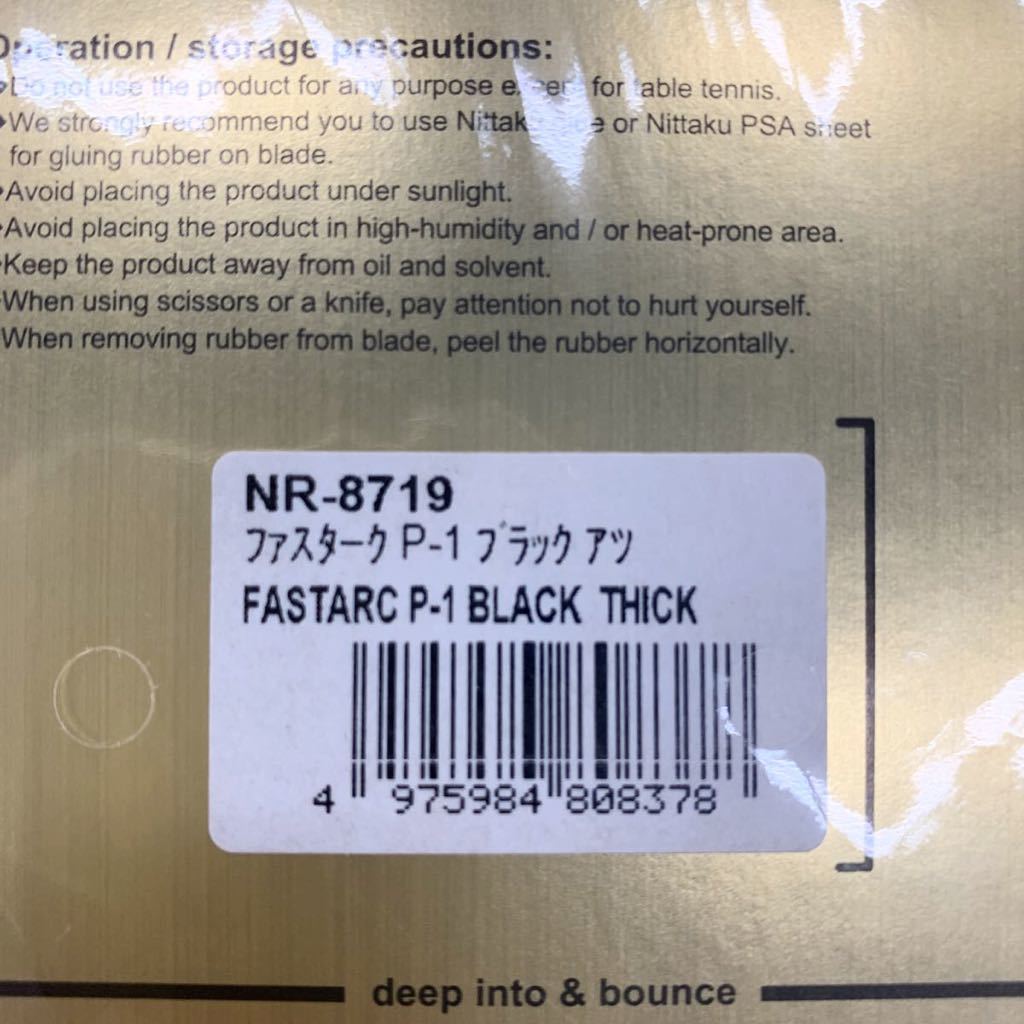 Operation / storage precautions:
Do not use the product for any purpose except for table tennis.
We strongly recommend you to use Nittaku or Nittaku PSA sheet
for gluing rubber on blade.
Avoid placing the product under sunlight.
Avoid placing the product in high-humidity and / or heat-prone area.
Keep the product away from oil and solvent.
When using scissors or a knife, pay attention not to hurt yourself.
When removing rubber from blade, peel the rubber horizontally.
NR-8719
ファスターク P-1 ブラック アツ
FASTARC P-1 BLACK THICK
4 975984 808378
deep into & bounce